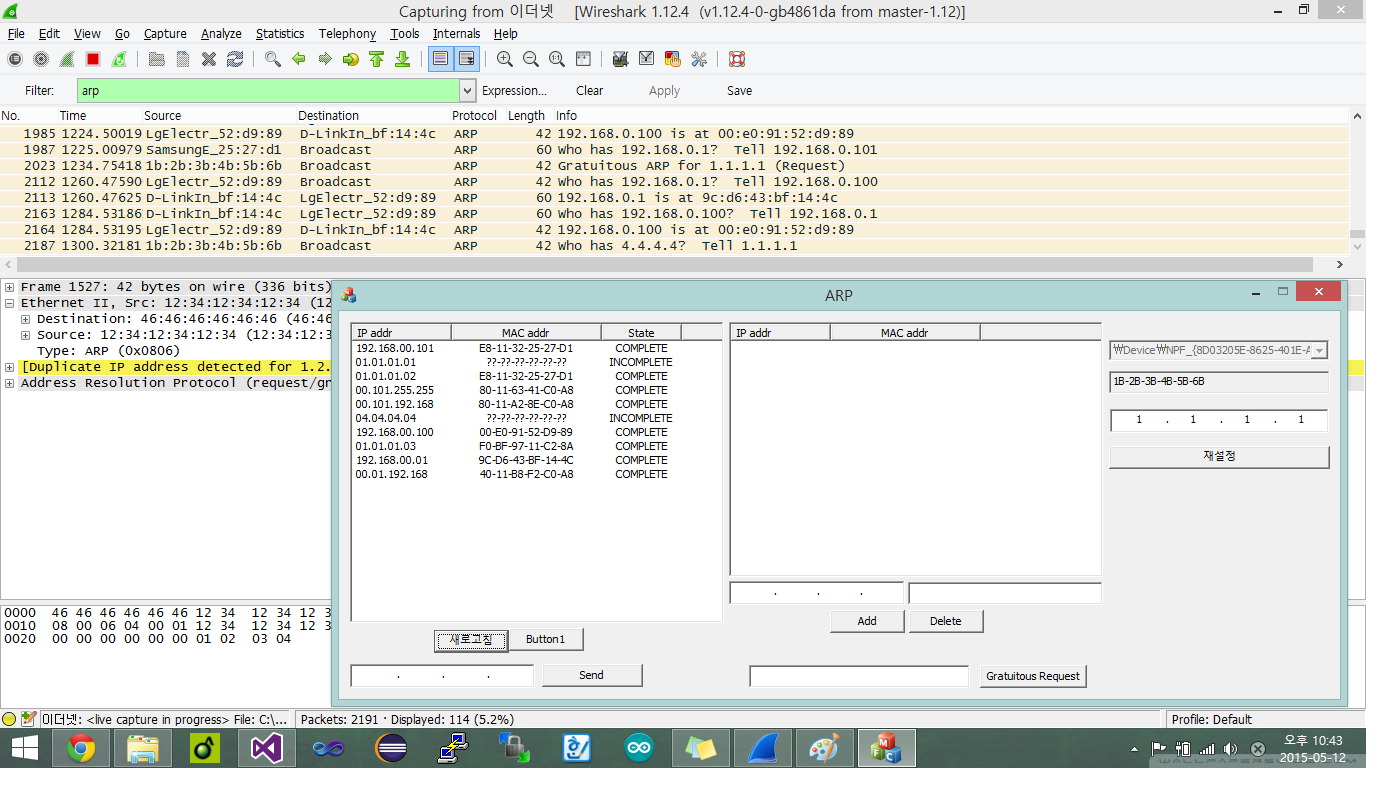 Capturing from 이더넷 [Wireshark 1.12.4 (v1.12.4-0-gb4861da from master-1.12)]
File Edit View Go Capture Analyze Statistics Telephony Tools Internals Help
Filter: arp Expression... Clear Apply Save
No. Time Source Destination Protocol Length Info
1985 1224.50019 LgElectr_52:d9:89 D-LinkIn_bf:14:4c ARP 42 192.168.0.100 is at 00:e0:91:52:d9:89
1987 1225.00979 SamsungE_25:27:d1 Broadcast ARP 60 Who has 192.168.0.1? Tell 192.168.0.101
2023 1234.75418 1b:2b:3b:4b:5b:6b Broadcast ARP 42 Gratuitous ARP for 1.1.1.1 (Request)
2112 1260.47590 LgElectr_52:d9:89 Broadcast ARP 42 Who has 192.168.0.1? Tell 192.168.0.100
2113 1260.47625 D-LinkIn_bf:14:4c LgElectr_52:d9:89 ARP 60 192.168.0.1 is at 9c:d6:43:bf:14:4c
2163 1284.53186 D-LinkIn_bf:14:4c LgElectr_52:d9:89 ARP 60 Who has 192.168.0.100? Tell 192.168.0.1
2164 1284.53195 LgElectr_52:d9:89 D-LinkIn_bf:14:4c ARP 42 192.168.0.100 is at 00:e0:91:52:d9:89
2187 1300.32181 1b:2b:3b:4b:5b:6b Broadcast ARP 42 Who has 4.4.4.4? Tell 1.1.1.1
Frame 1527: 42 bytes on wire (336 bits)
Ethernet II, Src: 12:34:12:34:12:34 (12
Destination: 46:46:46:46:46:46 (46:46
Source: 12:34:12:34:12:34 (12:34:12:3
Type: ARP (0x0806)
[Duplicate IP address detected for 1.2.
Address Resolution Protocol (request/gr
0000 46 46 46 46 46 46 12 34 12 34 12 3
0010 08 00 06 04 00 01 12 34 12 34 12 3
0020 00 00 00 00 00 00 01 02 03 04
ARP
IP addr MAC addr State
192.168.00.101 E8-11-32-25-27-D1 COMPLETE
01.01.01.01 ??-??-??-??-??-?? INCOMPLETE
01.01.01.02 E8-11-32-25-27-D1 COMPLETE
00.101.255.255 80-11-63-41-C0-A8 COMPLETE
00.101.192.168 80-11-A2-8E-C0-A8 COMPLETE
04.04.04.04 ??-??-??-??-??-?? INCOMPLETE
192.168.00.100 00-E0-91-52-D9-89 COMPLETE
01.01.01.03 F0-BF-97-11-C2-8A COMPLETE
192.168.00.01 9C-D6-43-BF-14-4C COMPLETE
00.01.192.168 40-11-B8-F2-C0-A8 COMPLETE
새로고침 Button1
. . . Send
IP addr MAC addr
. . .
Add Delete
Gratuitous Request
₩Device₩NPF_{8D03205E-8625-401E-A
1B-2B-3B-4B-5B-6B
1 . 1 . 1 . 1
재설정
이더넷: <live capture in progress> File: C:\... Packets: 2191 · Displayed: 114 (5.2%) Profile: Default
오후 10:43
2015-05-12